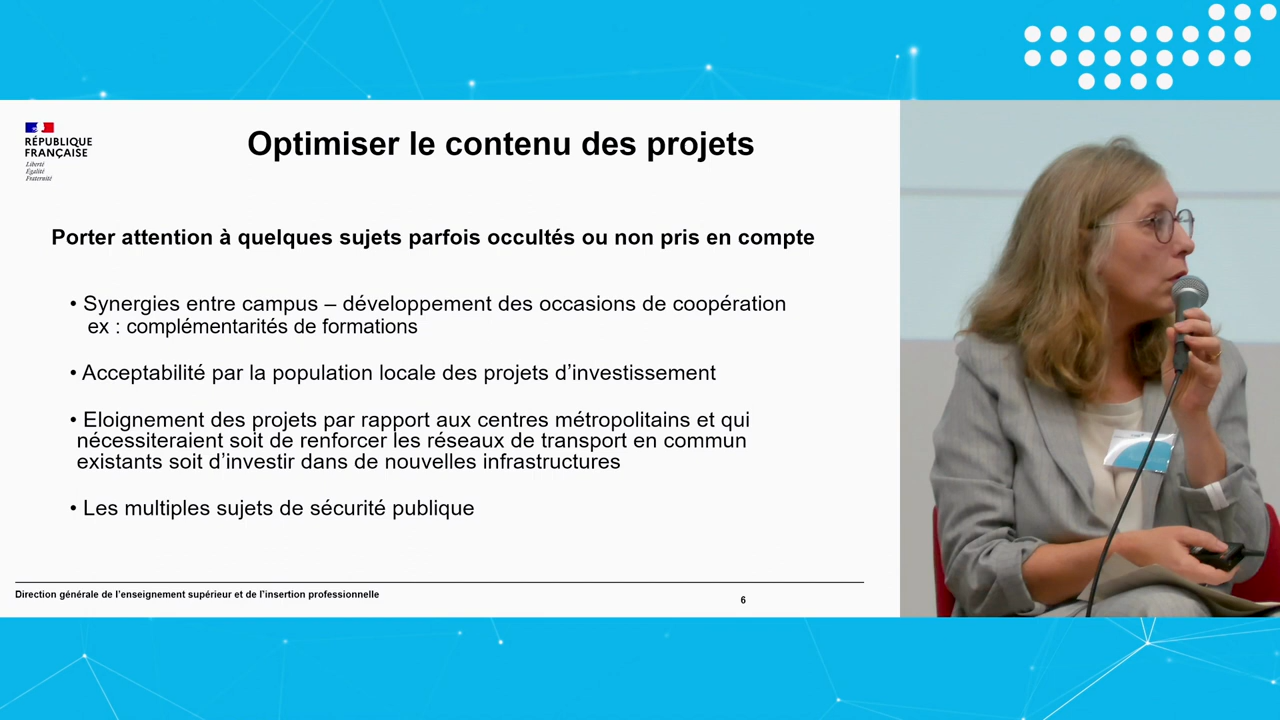 RÉPUBLIQUE
FRANÇAISE
Liberté
Égalité
Fraternité
Optimiser le contenu des projets
Porter attention à quelques sujets parfois occultés ou non pris en compte
• Synergies entre campus – développement des occasions de coopération
ex : complémentarités de formations
• Acceptabilité par la population locale des projets d’investissement
• Eloignement des projets par rapport aux centres métropolitains et qui
nécessiteraient soit de renforcer les réseaux de transport en commun
existants soit d’investir dans de nouvelles infrastructures
• Les multiples sujets de sécurité publique
Direction générale de l’enseignement supérieur et de l’insertion professionnelle
6